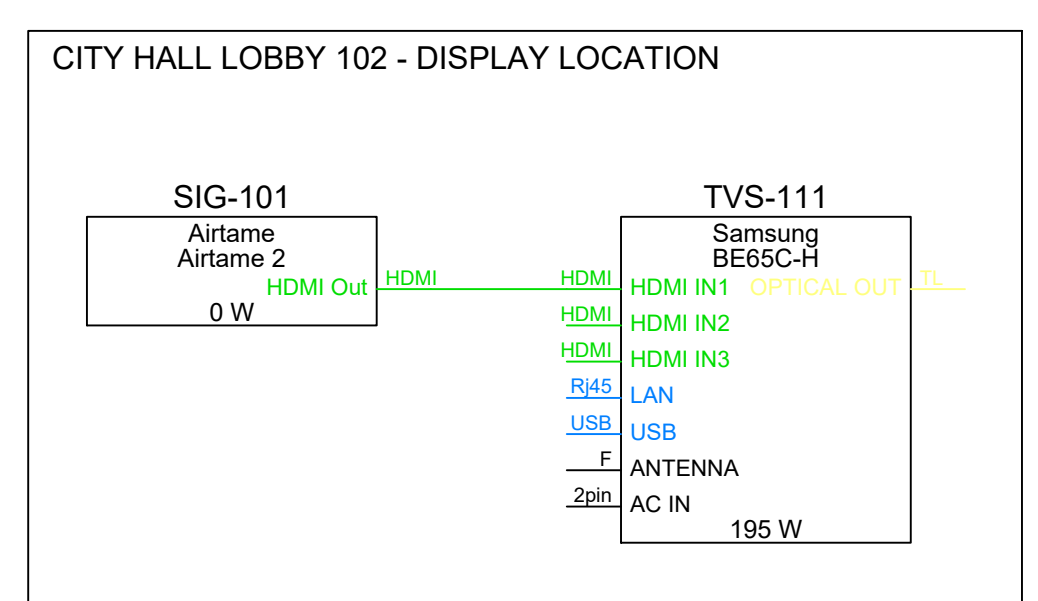 CITY HALL LOBBY 102 - DISPLAY LOCATION
SIG-101
Airtame
Airtame 2
HDMI Out
HDMI
0 W
TVS-111
Samsung
BE65C-H
HDMI
HDMI IN1
OPTICAL OUT
TL
HDMI
HDMI IN2
HDMI
HDMI IN3
Rj45
LAN
USB
USB
F
ANTENNA
2pin
AC IN
195 W